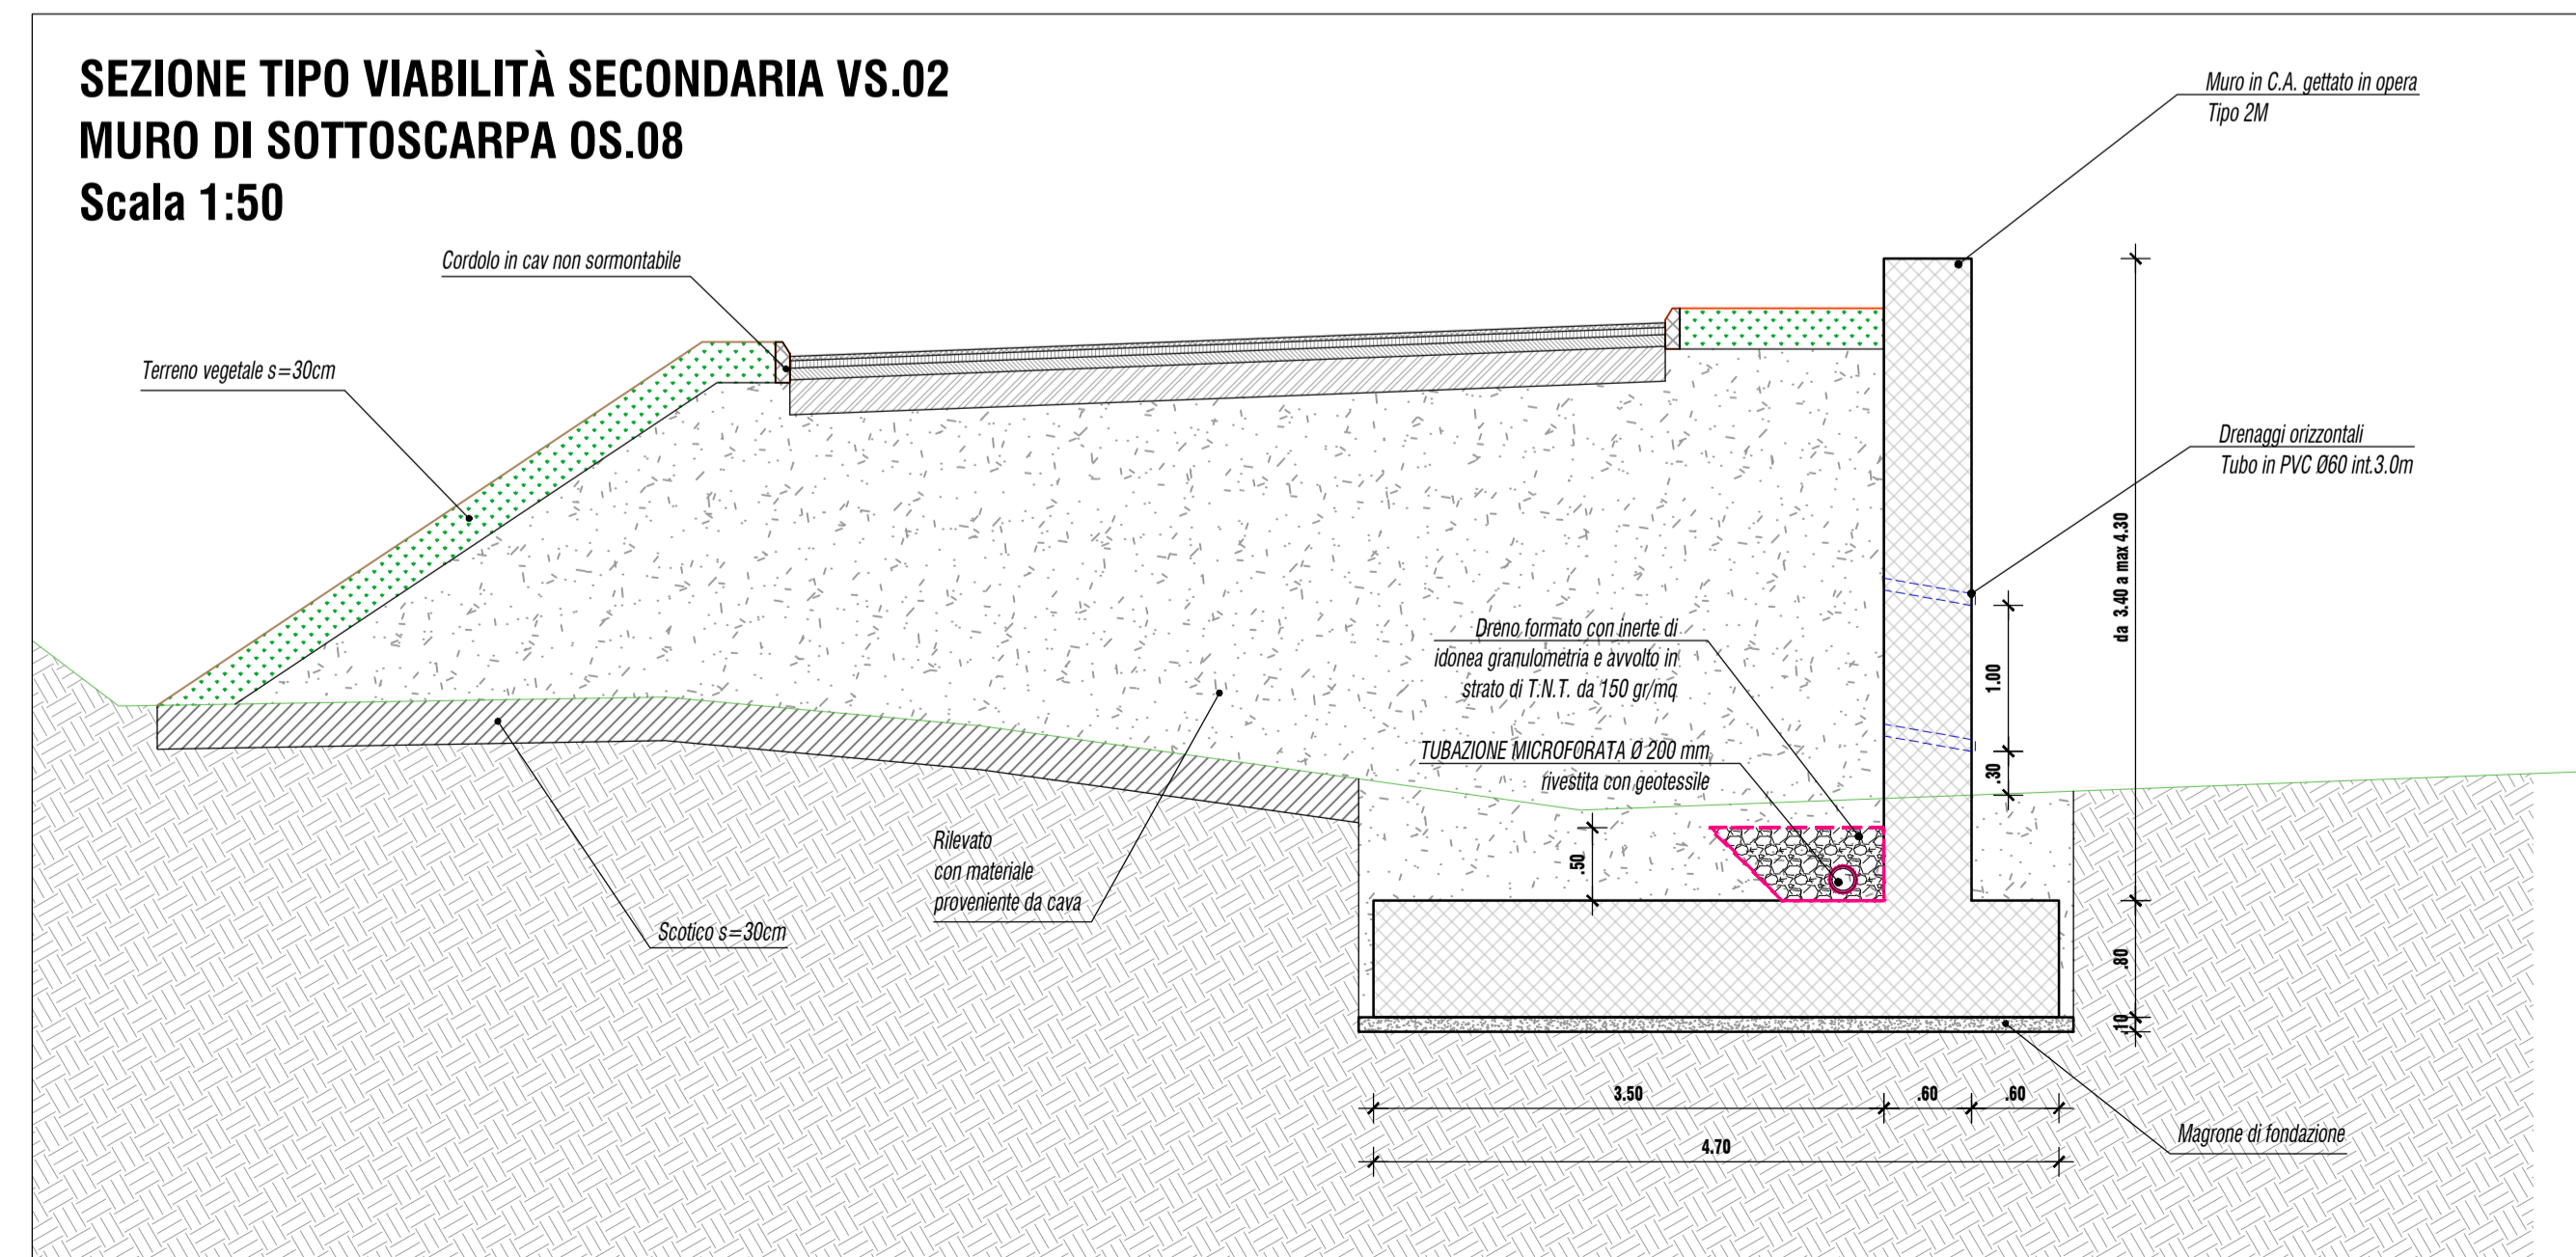 SEZIONE TIPO VIABILITÀ SECONDARIA VS.02
MURO DI SOTTOSCARPA OS.08
Scala 1:50
Muro in C.A. gettato in opera
Tipo 2M
Cordolo in cav non sormontabile
Terreno vegetale s=30cm
Drenaggi orizzontali
Tubo in PVC Ø60 int.3.0m
da 3.40 a max 4.30
Dreno formato con inerte di
idonea granulometria e avvolto in
strato di T.N.T. da 150 gr/mq
1.00
TUBAZIONE MICROFORATA Ø 200 mm
rivestita con geotessile
.30
Rilevato
con materiale
proveniente da cava
.50
Scotico s=30cm
.80
.10
3.50
.60
.60
4.70
Magrone di fondazione